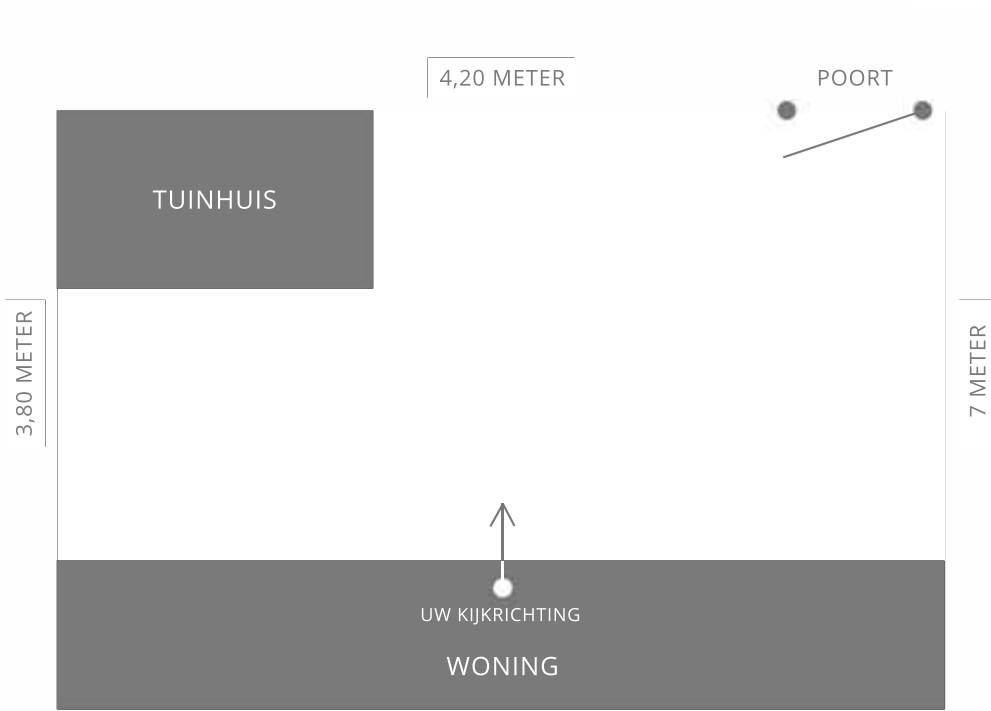 4,20 METER
POORT
TUINHUIS
3,80 METER
7 METER
UW KIJKRICHTING
WONING